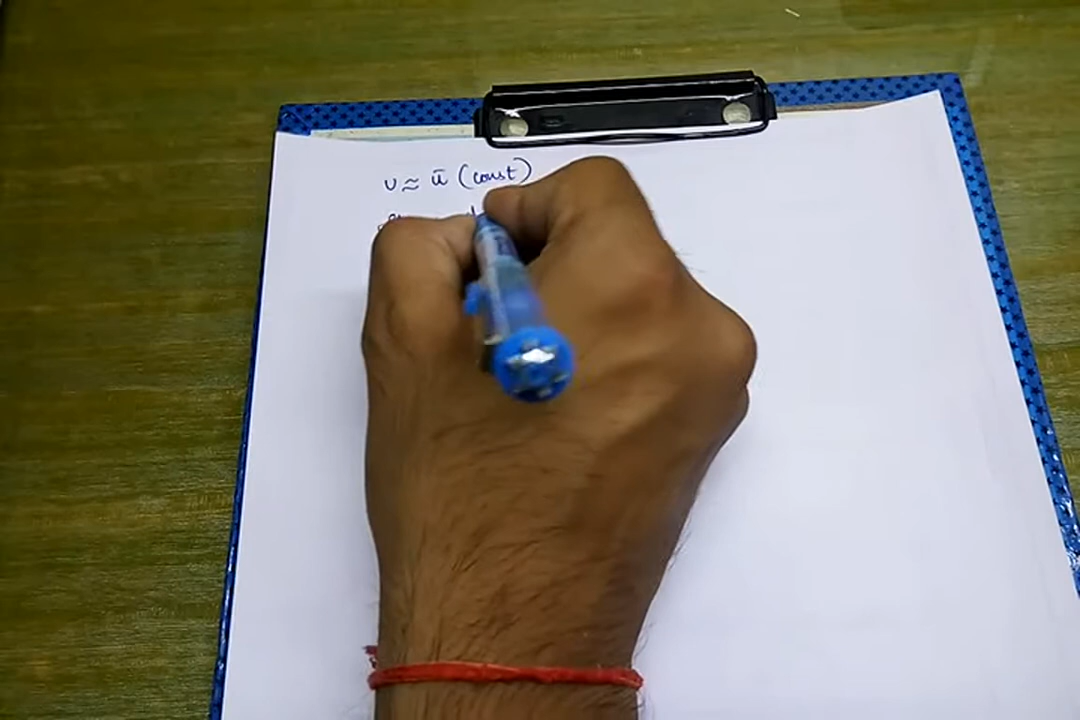 υ ≈ ū (const)